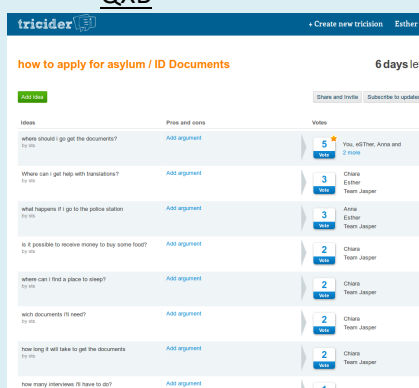 QXD
tricider
+ Create new tricision Esther
how to apply for asylum / ID Documents
6 days le
Add idea
Share and Invite Subscribe to updates
Ideas Pros and cons Votes
where should i go get the documents? Add argument 5 You, eSTher, Anna and
by sts Vote 2 more
Where can i get help with translations? Add argument 3 Chiara
by sts Vote Esther
Team Jasper
what happens if i go to the police station Add argument 3 Anna
by sts Vote Esther
Team Jasper
is it possible to receive money to buy some food? Add argument 2 Chiara
by sts Vote Team Jasper
where can i find a place to sleep? Add argument 2 Chiara
by sts Vote Team Jasper
wich documents i'll need? Add argument 2 Chiara
by sts Vote Team Jasper
how long it will take to get the documents Add argument 2 Chiara
by sts Vote Team Jasper
how many interviews i'll have to do? Add argument